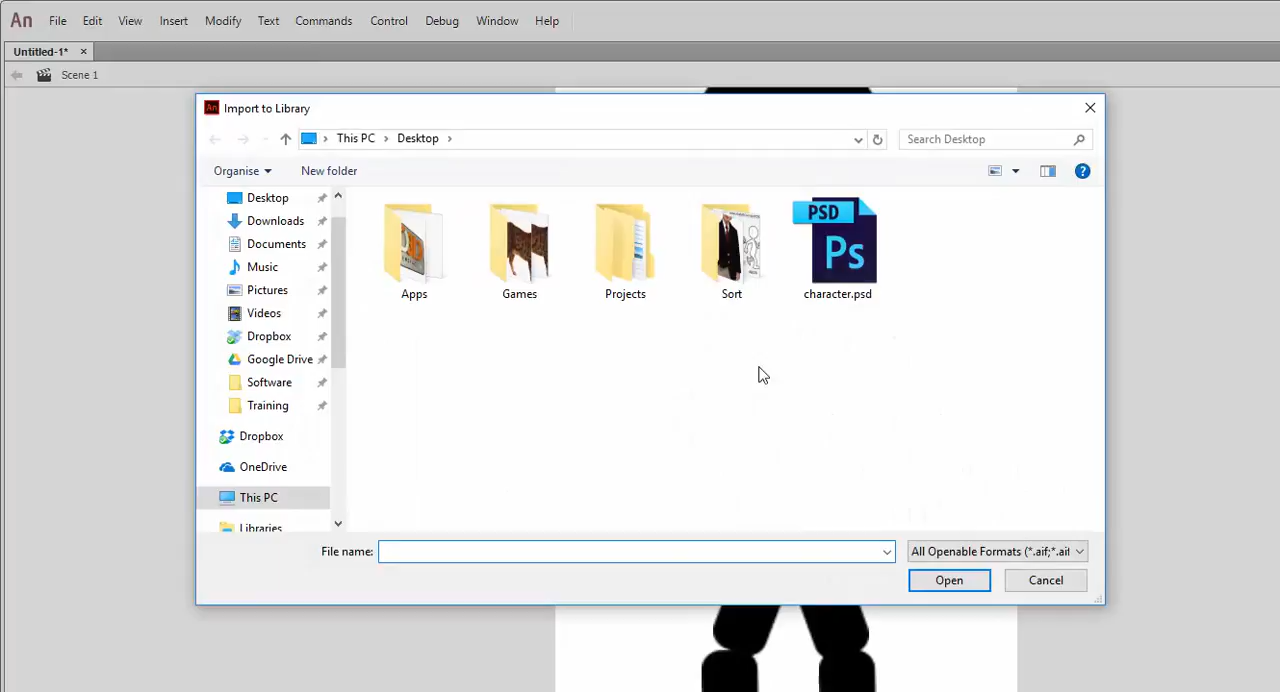 An File Edit View Insert Modify Text Commands Control Debug Window Help
Untitled-1* ×
Scene 1
An Import to Library
This PC Desktop
Search Desktop
Organise New folder
Desktop
Downloads
Documents
Music
Pictures
Videos
Dropbox
Google Drive
Software
Training
Dropbox
OneDrive
This PC
Libraries
PSD
Ps
Apps Games Projects Sort character.psd
File name:
All Openable Formats (*.aif;*.aif
Open Cancel